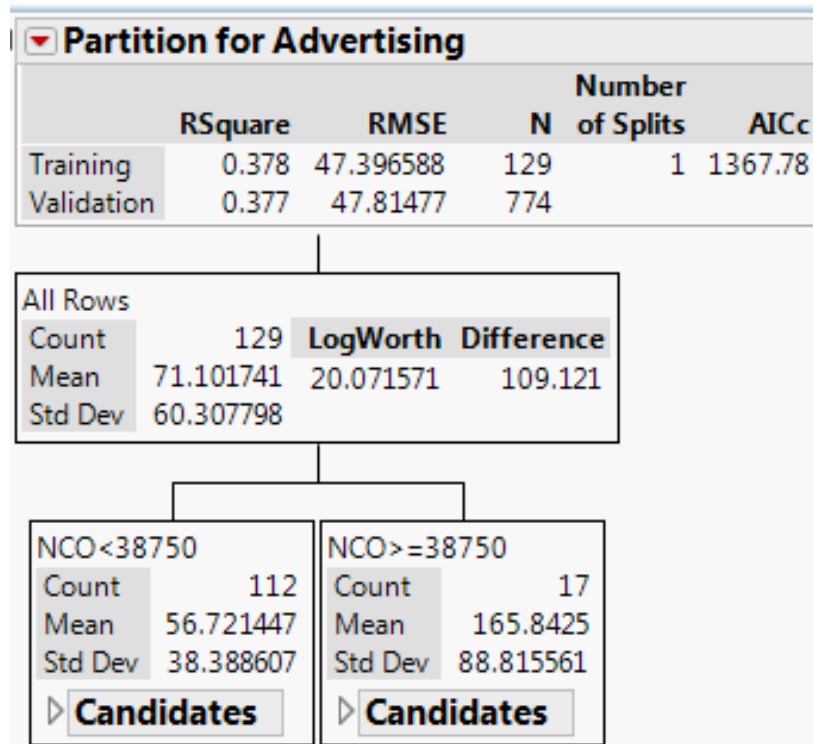 Partition for Advertising
Number
RSquare RMSE N of Splits AICc
Training 0.378 47.396588 129 1 1367.78
Validation 0.377 47.81477 774
All Rows
Count 129 LogWorth Difference
Mean 71.101741 20.071571 109.121
Std Dev 60.307798
NCO<38750
Count 112
Mean 56.721447
Std Dev 38.388607
Candidates
NCO>=38750
Count 17
Mean 165.8425
Std Dev 88.815561
Candidates